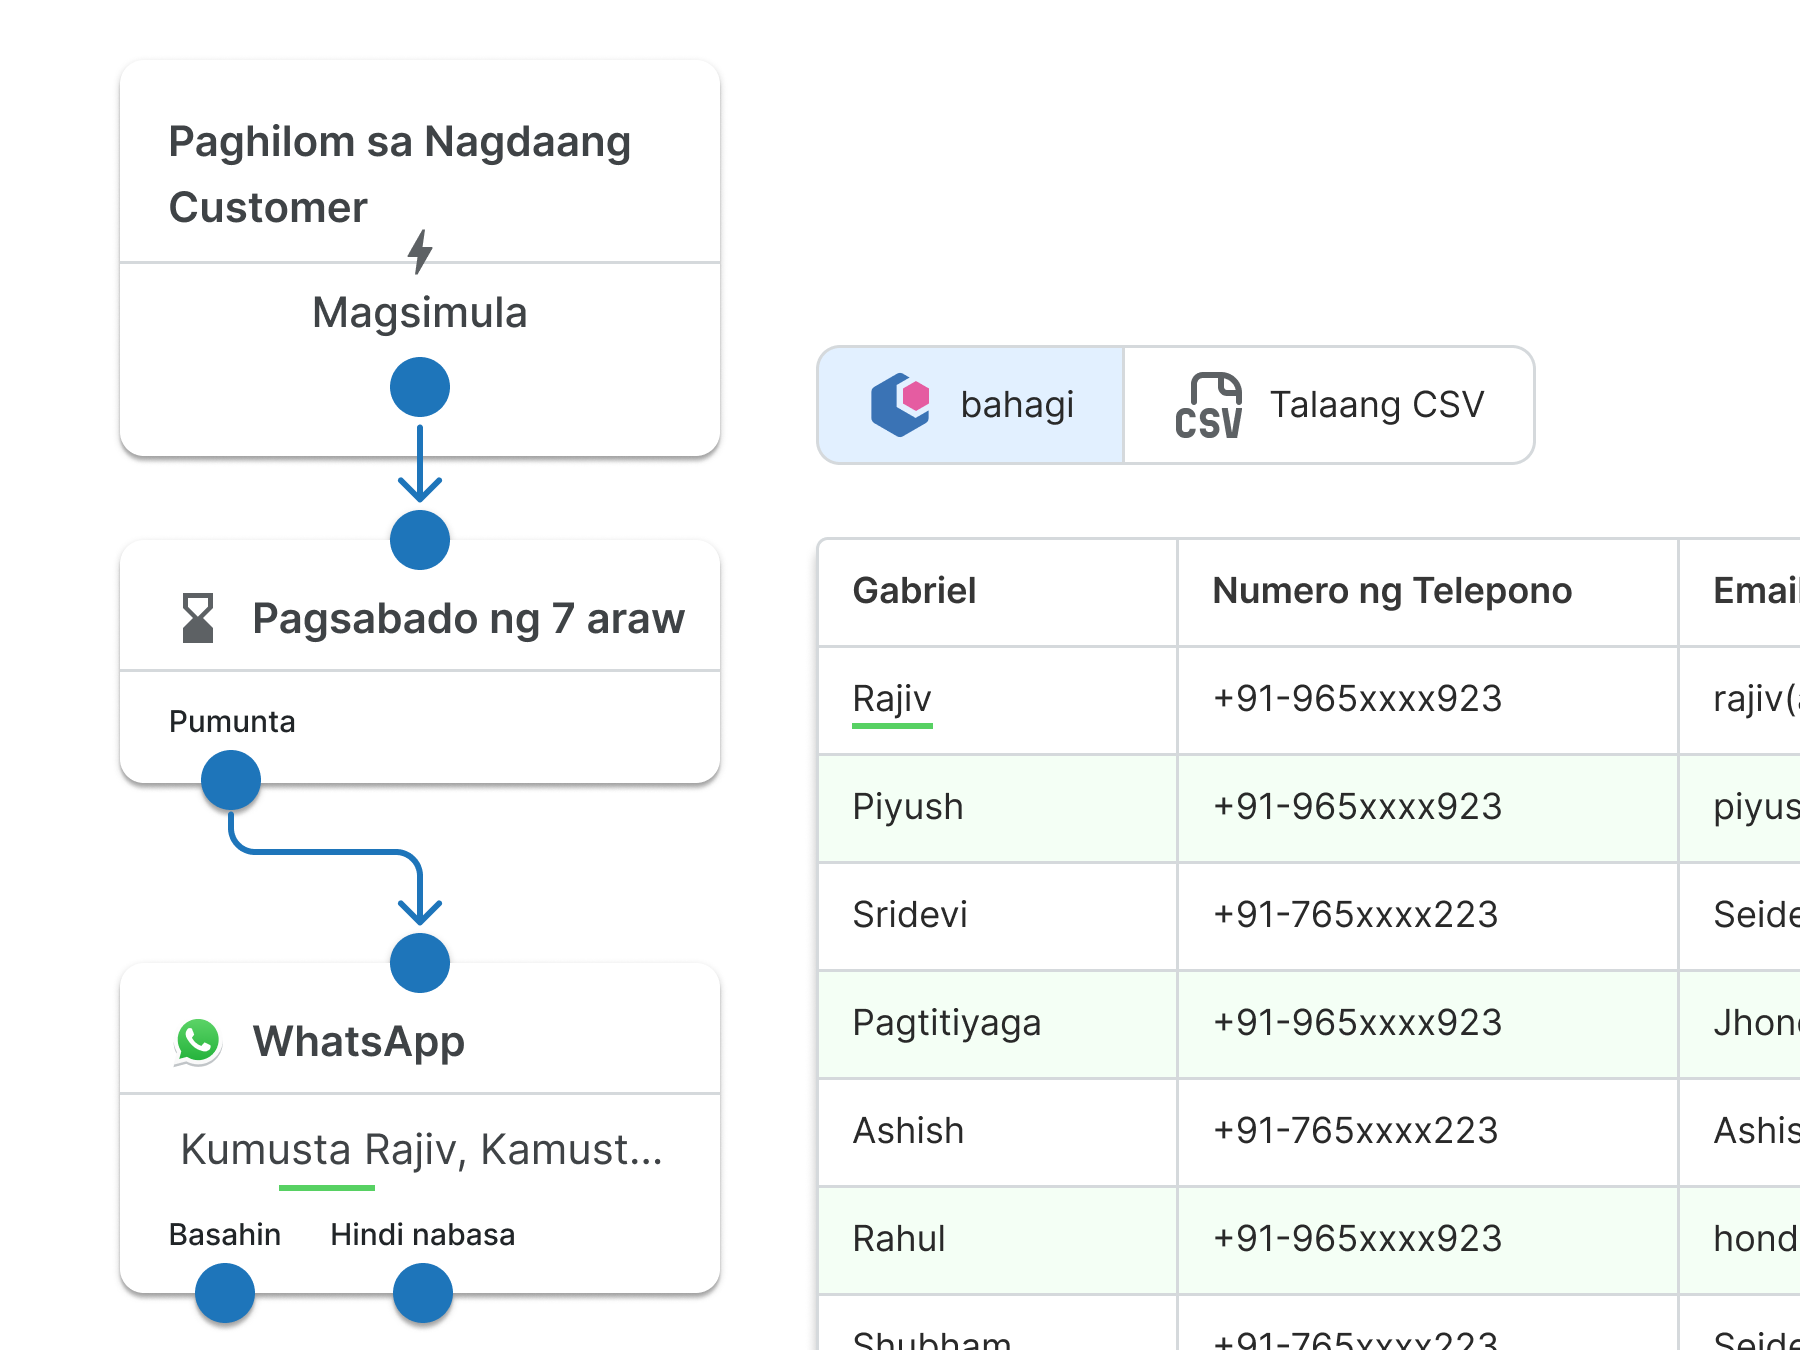 Paghilom sa Nagdaang
Customer
Magsimula
Pagsabado ng 7 araw
Pumunta
WhatsApp
Kumusta Rajiv, Kamust...
Basahin Hindi nabasa
bahagi
CSV Talaang CSV
Gabriel Numero ng Telepono Email
Rajiv +91-965xxxx923 rajiv(
Piyush +91-965xxxx923 piyus
Sridevi +91-765xxxx223 Seide
Pagtitiyaga +91-965xxxx923 Jhon
Ashish +91-765xxxx223 Ashis
Rahul +91-965xxxx923 hond
Shubham +91-765xxxx223 Seide